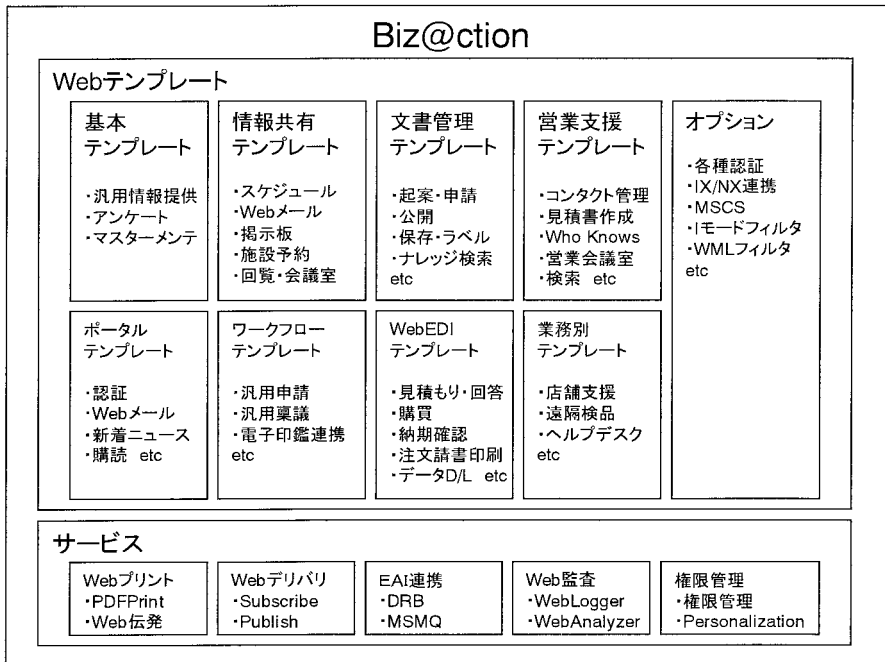 Biz@ction
Webテンプレート
基本
テンプレート
・汎用情報提供
・アンケート
・マスターメンテ
情報共有
テンプレート
・スケジュール
・Webメール
・掲示板
・施設予約
・回覧・会議室
文書管理
テンプレート
・起案・申請
・公開
・保存・ラベル
・ナレッジ検索
etc
営業支援
テンプレート
・コンタクト管理
・見積書作成
・Who Knows
・営業会議室
・検索 etc
オプション
・各種認証
・IX/NX連携
・MSCS
・Iモードフィルタ
・WMLフィルタ
etc
ポータル
テンプレート
・認証
・Webメール
・新着ニュース
・購読 etc
ワークフロー
テンプレート
・汎用申請
・汎用稟議
・電子印鑑連携
etc
WebEDI
テンプレート
・見積もり・回答
・購買
・納期確認
・注文請書印刷
・データD/L etc
業務別
テンプレート
・店舗支援
・遠隔検品
・ヘルプデスク
etc
サービス
Webプリント
・PDFPrint
・Web伝発
Webデリバリ
・Subscribe
・Publish
EAI連携
・DRB
・MSMQ
Web監査
・WebLogger
・WebAnalyzer
権限管理
・権限管理
・Personalization